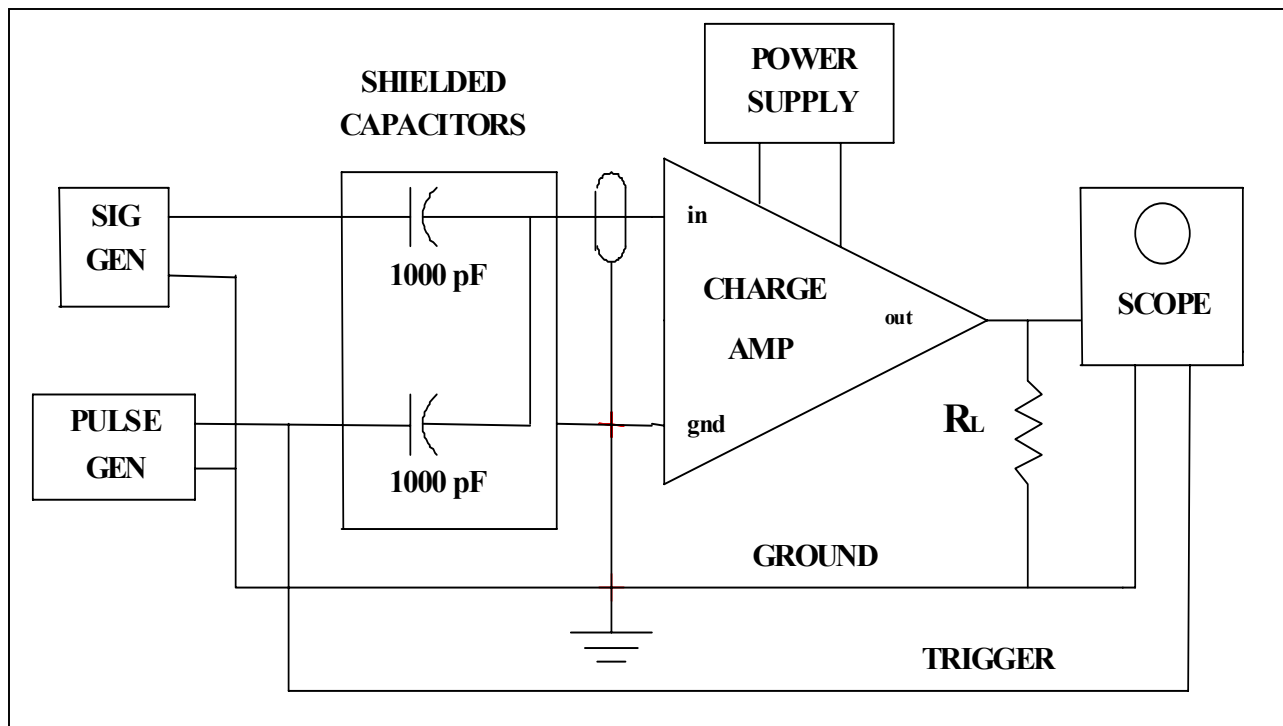 POWER
SUPPLY
SHIELDED
CAPACITORS
SIG
GEN
1000 pF
in
CHARGE
AMP
out
gnd
SCOPE
PULSE
GEN
1000 pF
RL
GROUND
TRIGGER